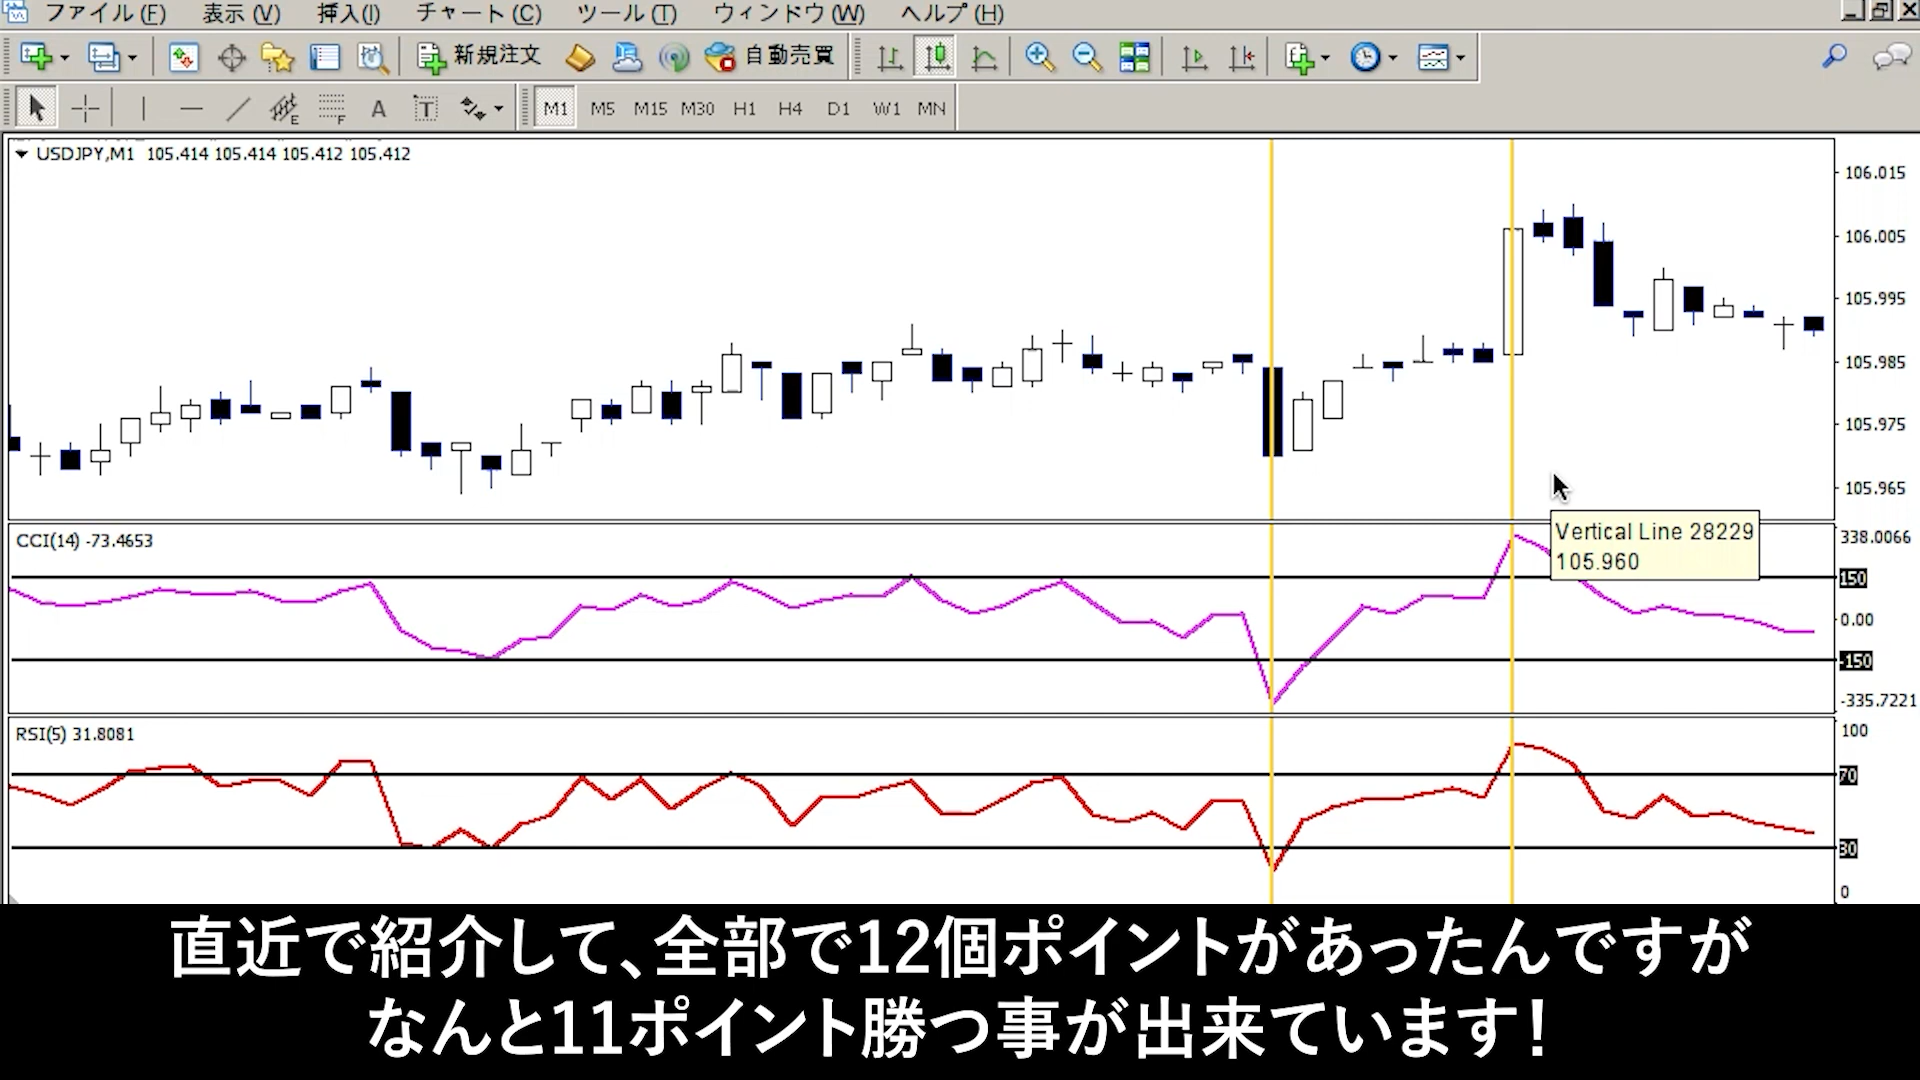 ファイル (F) 表示 (V) 挿入(I) チャート (C) ツール (T) ウィンドウ (W) ヘルプ (H)
新規注文 自動売買
E F A T M1 M5 M15 M30 H1 H4 D1 W1 MN
USDJPY,M1 105.414 105.414 105.412 105.412
106.015
106.005
105.995
105.985
105.975
105.965
CCI(14) -73.4653
Vertical Line 28229
105.960
338.0066
150
0.00
-150
-335.7221
RSI(5) 31.8081
100
70
30
0
直近で紹介して、全部で12個ポイントがあったんですが
なんと11ポイント勝つ事が出来ています!